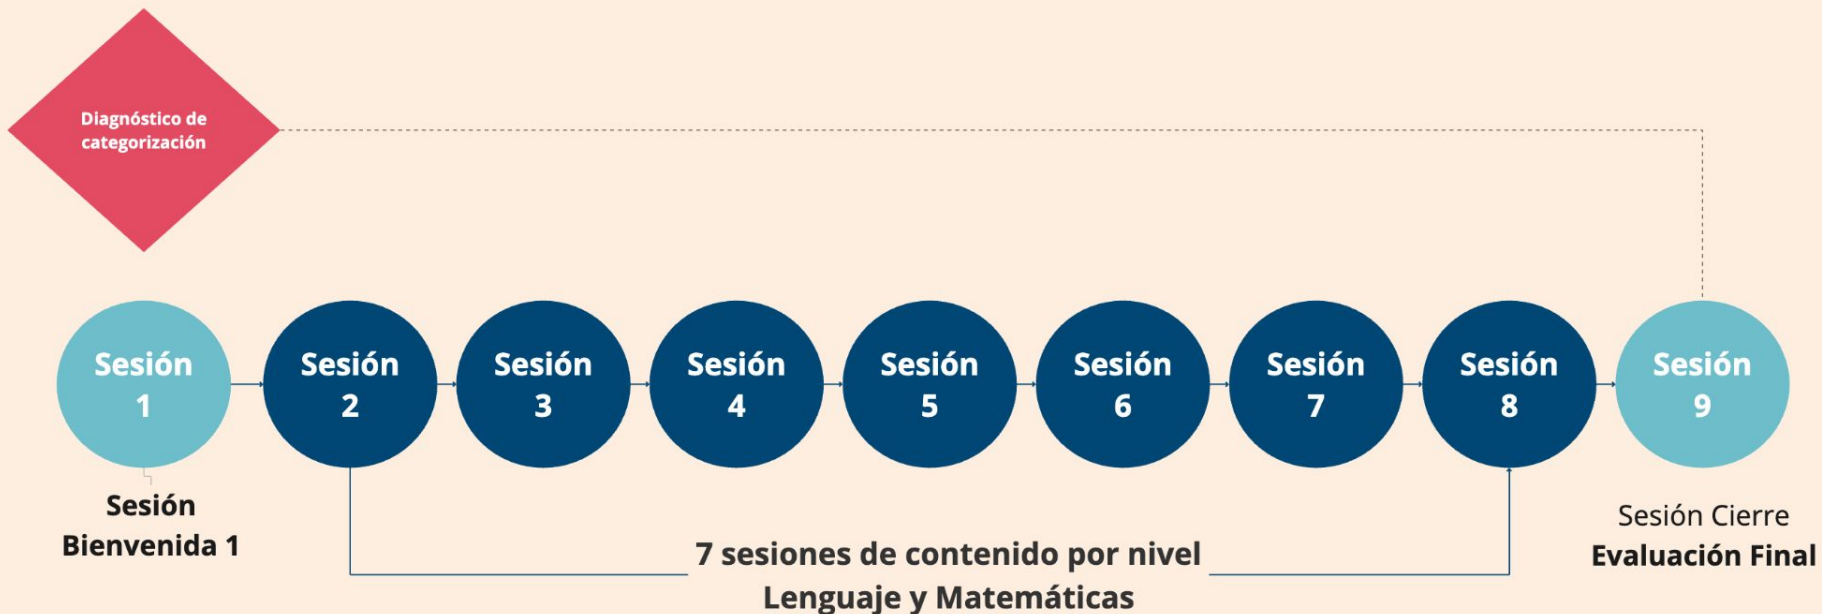 Diagnóstico de
categorización
Sesión
1
Sesión
2
Sesión
3
Sesión
4
Sesión
5
Sesión
6
Sesión
7
Sesión
8
Sesión
9
Sesión
Bienvenida 1
7 sesiones de contenido por nivel
Lenguaje y Matemáticas
Sesión Cierre
Evaluación Final